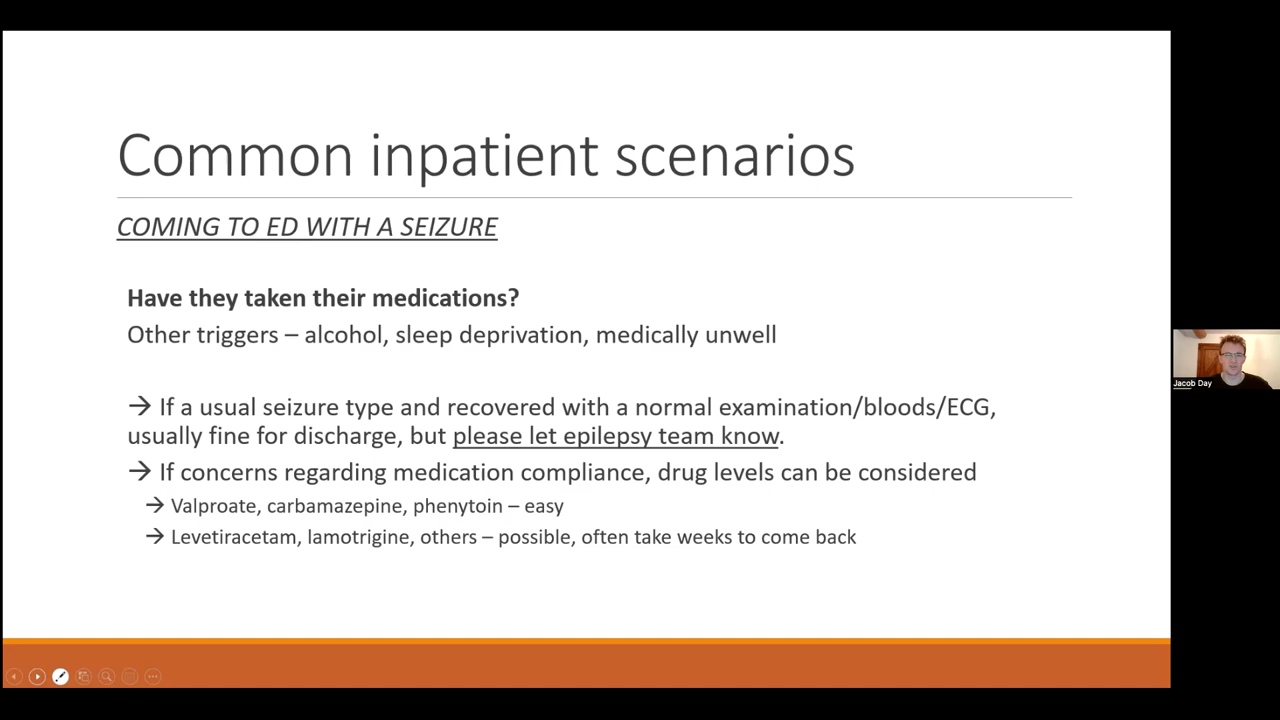 Common inpatient scenarios
COMING TO ED WITH A SEIZURE
Have they taken their medications?
Other triggers – alcohol, sleep deprivation, medically unwell
→ If a usual seizure type and recovered with a normal examination/bloods/ECG,
usually fine for discharge, but please let epilepsy team know.
→ If concerns regarding medication compliance, drug levels can be considered
→ Valproate, carbamazepine, phenytoin – easy
→ Levetiracetam, lamotrigine, others – possible, often take weeks to come back
Jacob Day